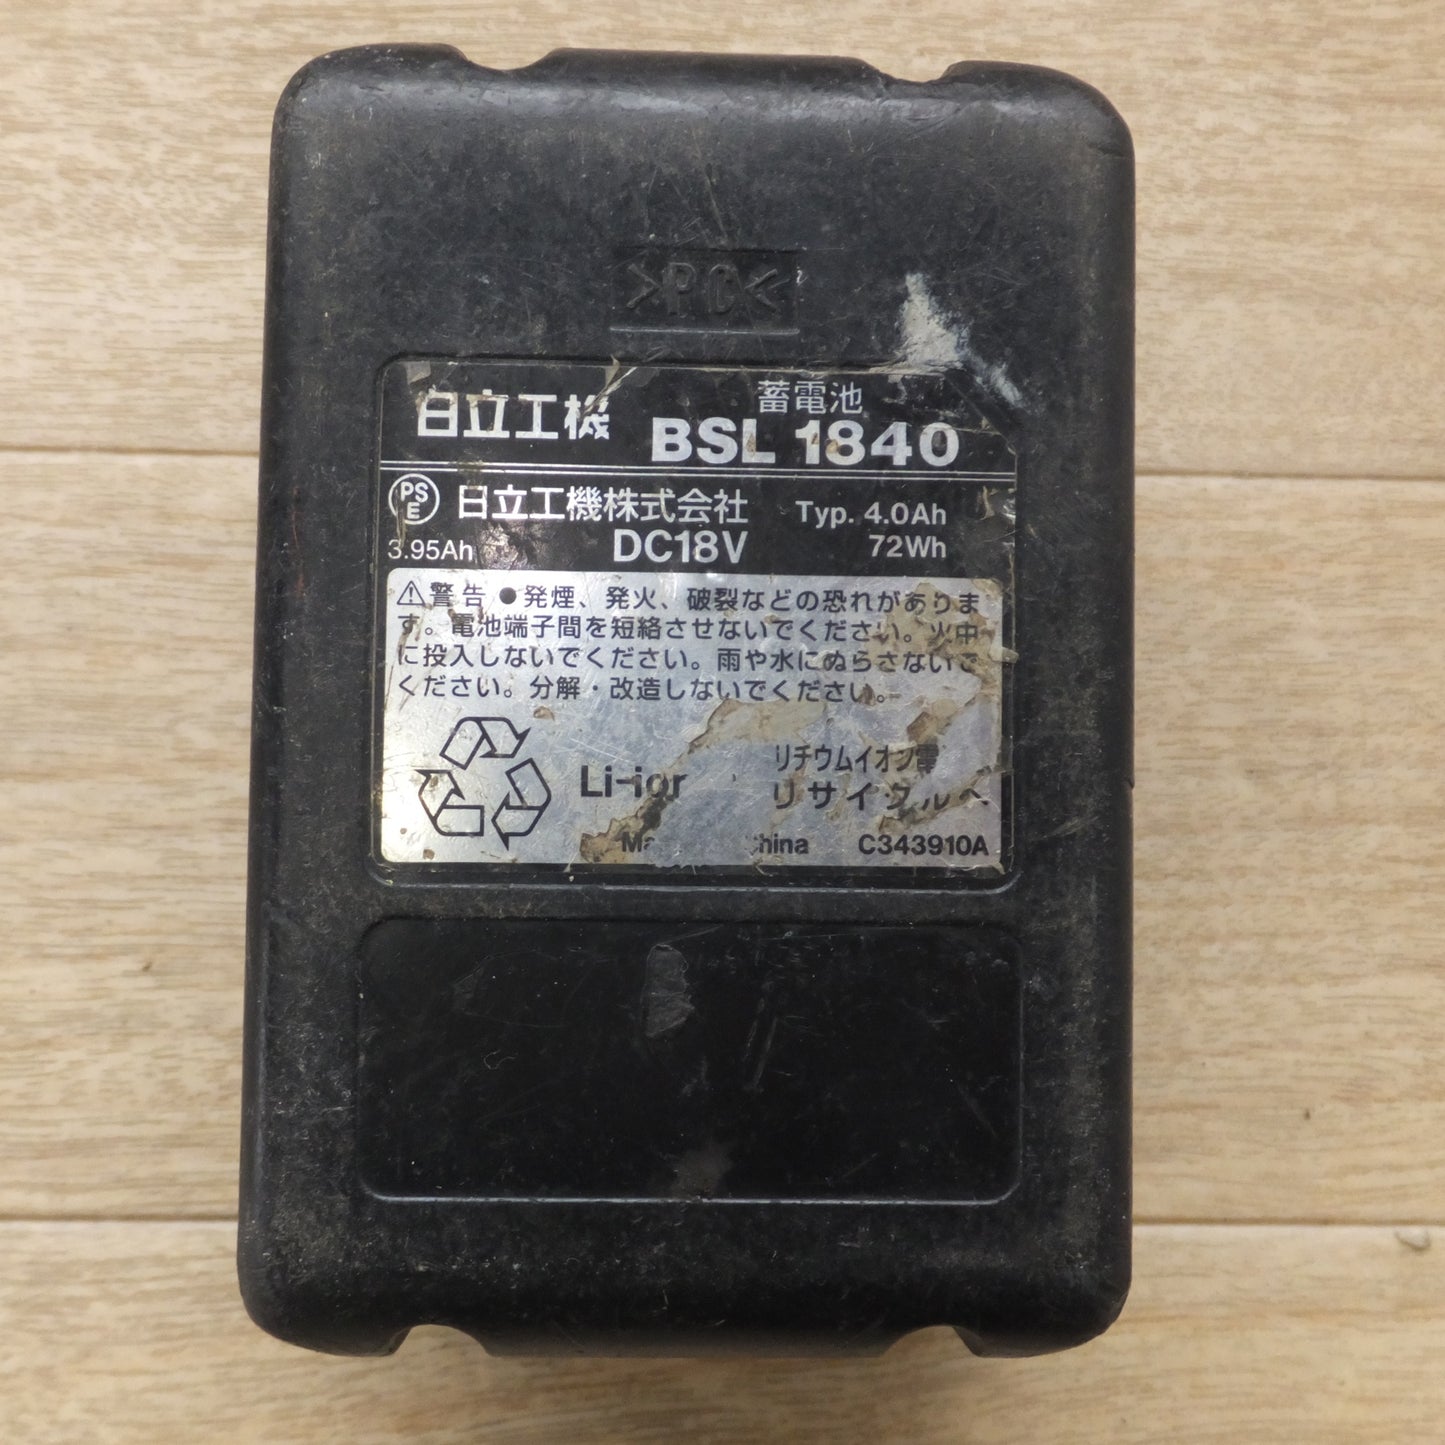 >PC<
日立工機
蓄電池
BSL 1840
PSE 日立工機株式会社 Typ. 4.0Ah
3.95Ah DC18V 72Wh
⚠警告 ●発煙、発火、破裂などの恐れがありま
す。電池端子間を短絡させないでください。火中
に投入しないでください。雨や水にぬらさないで
ください。分解・改造しないでください。
Li-ion
リチウムイオン電
リサイクルへ
China C343910A